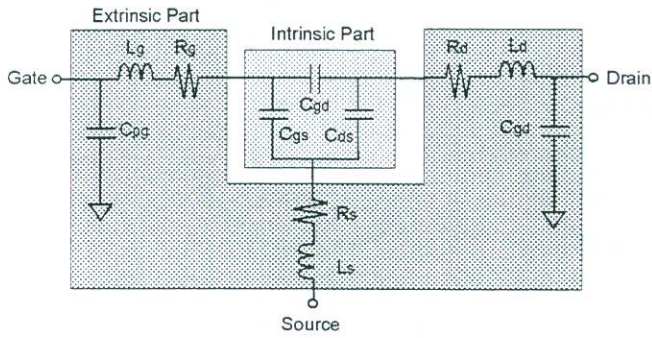 Extrinsic Part
Intrinsic Part
Lg
Rg
Rd
Ld
Gate
Drain
Cgd
Cpg
Cgs
Cds
Cgd
Rs
Ls
Source